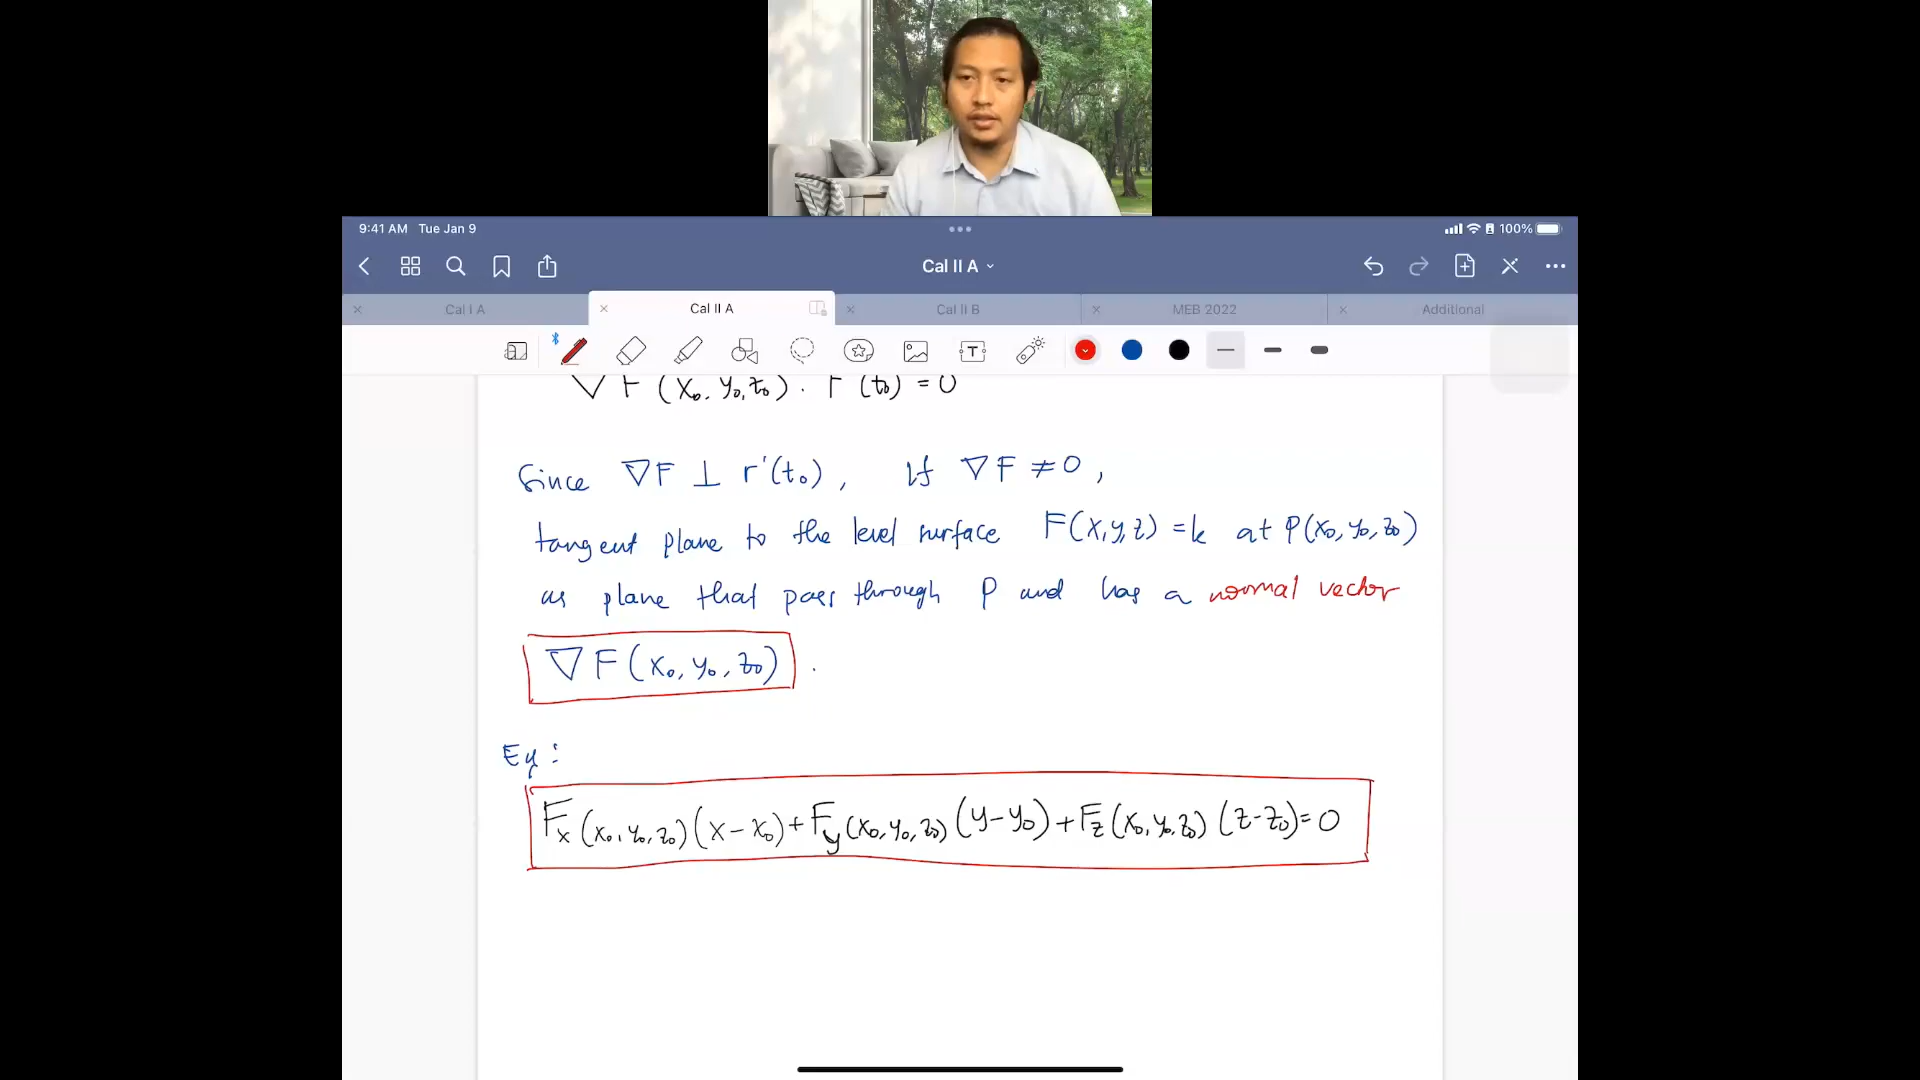 9:41 AM Tue Jan 9
100%
Cal II A
Cal I A
Cal II A
Cal II B
MEB 2022
Additional
∇F (x₀, y₀, z₀) · r'(t₀) = 0
Since ∇F ⊥ r'(t₀), If ∇F ≠ 0,
tangent plane to the level surface F(x,y,z) = k at P(x₀, y₀, z₀)
as plane that pass through P and has a normal vector
∇F(x₀, y₀, z₀).
Eq:
Fₓ(x₀, y₀, z₀)(x − x₀) + F_y(x₀, y₀, z₀)(y − y₀) + F_z(x₀, y₀, z₀)(z − z₀) = 0